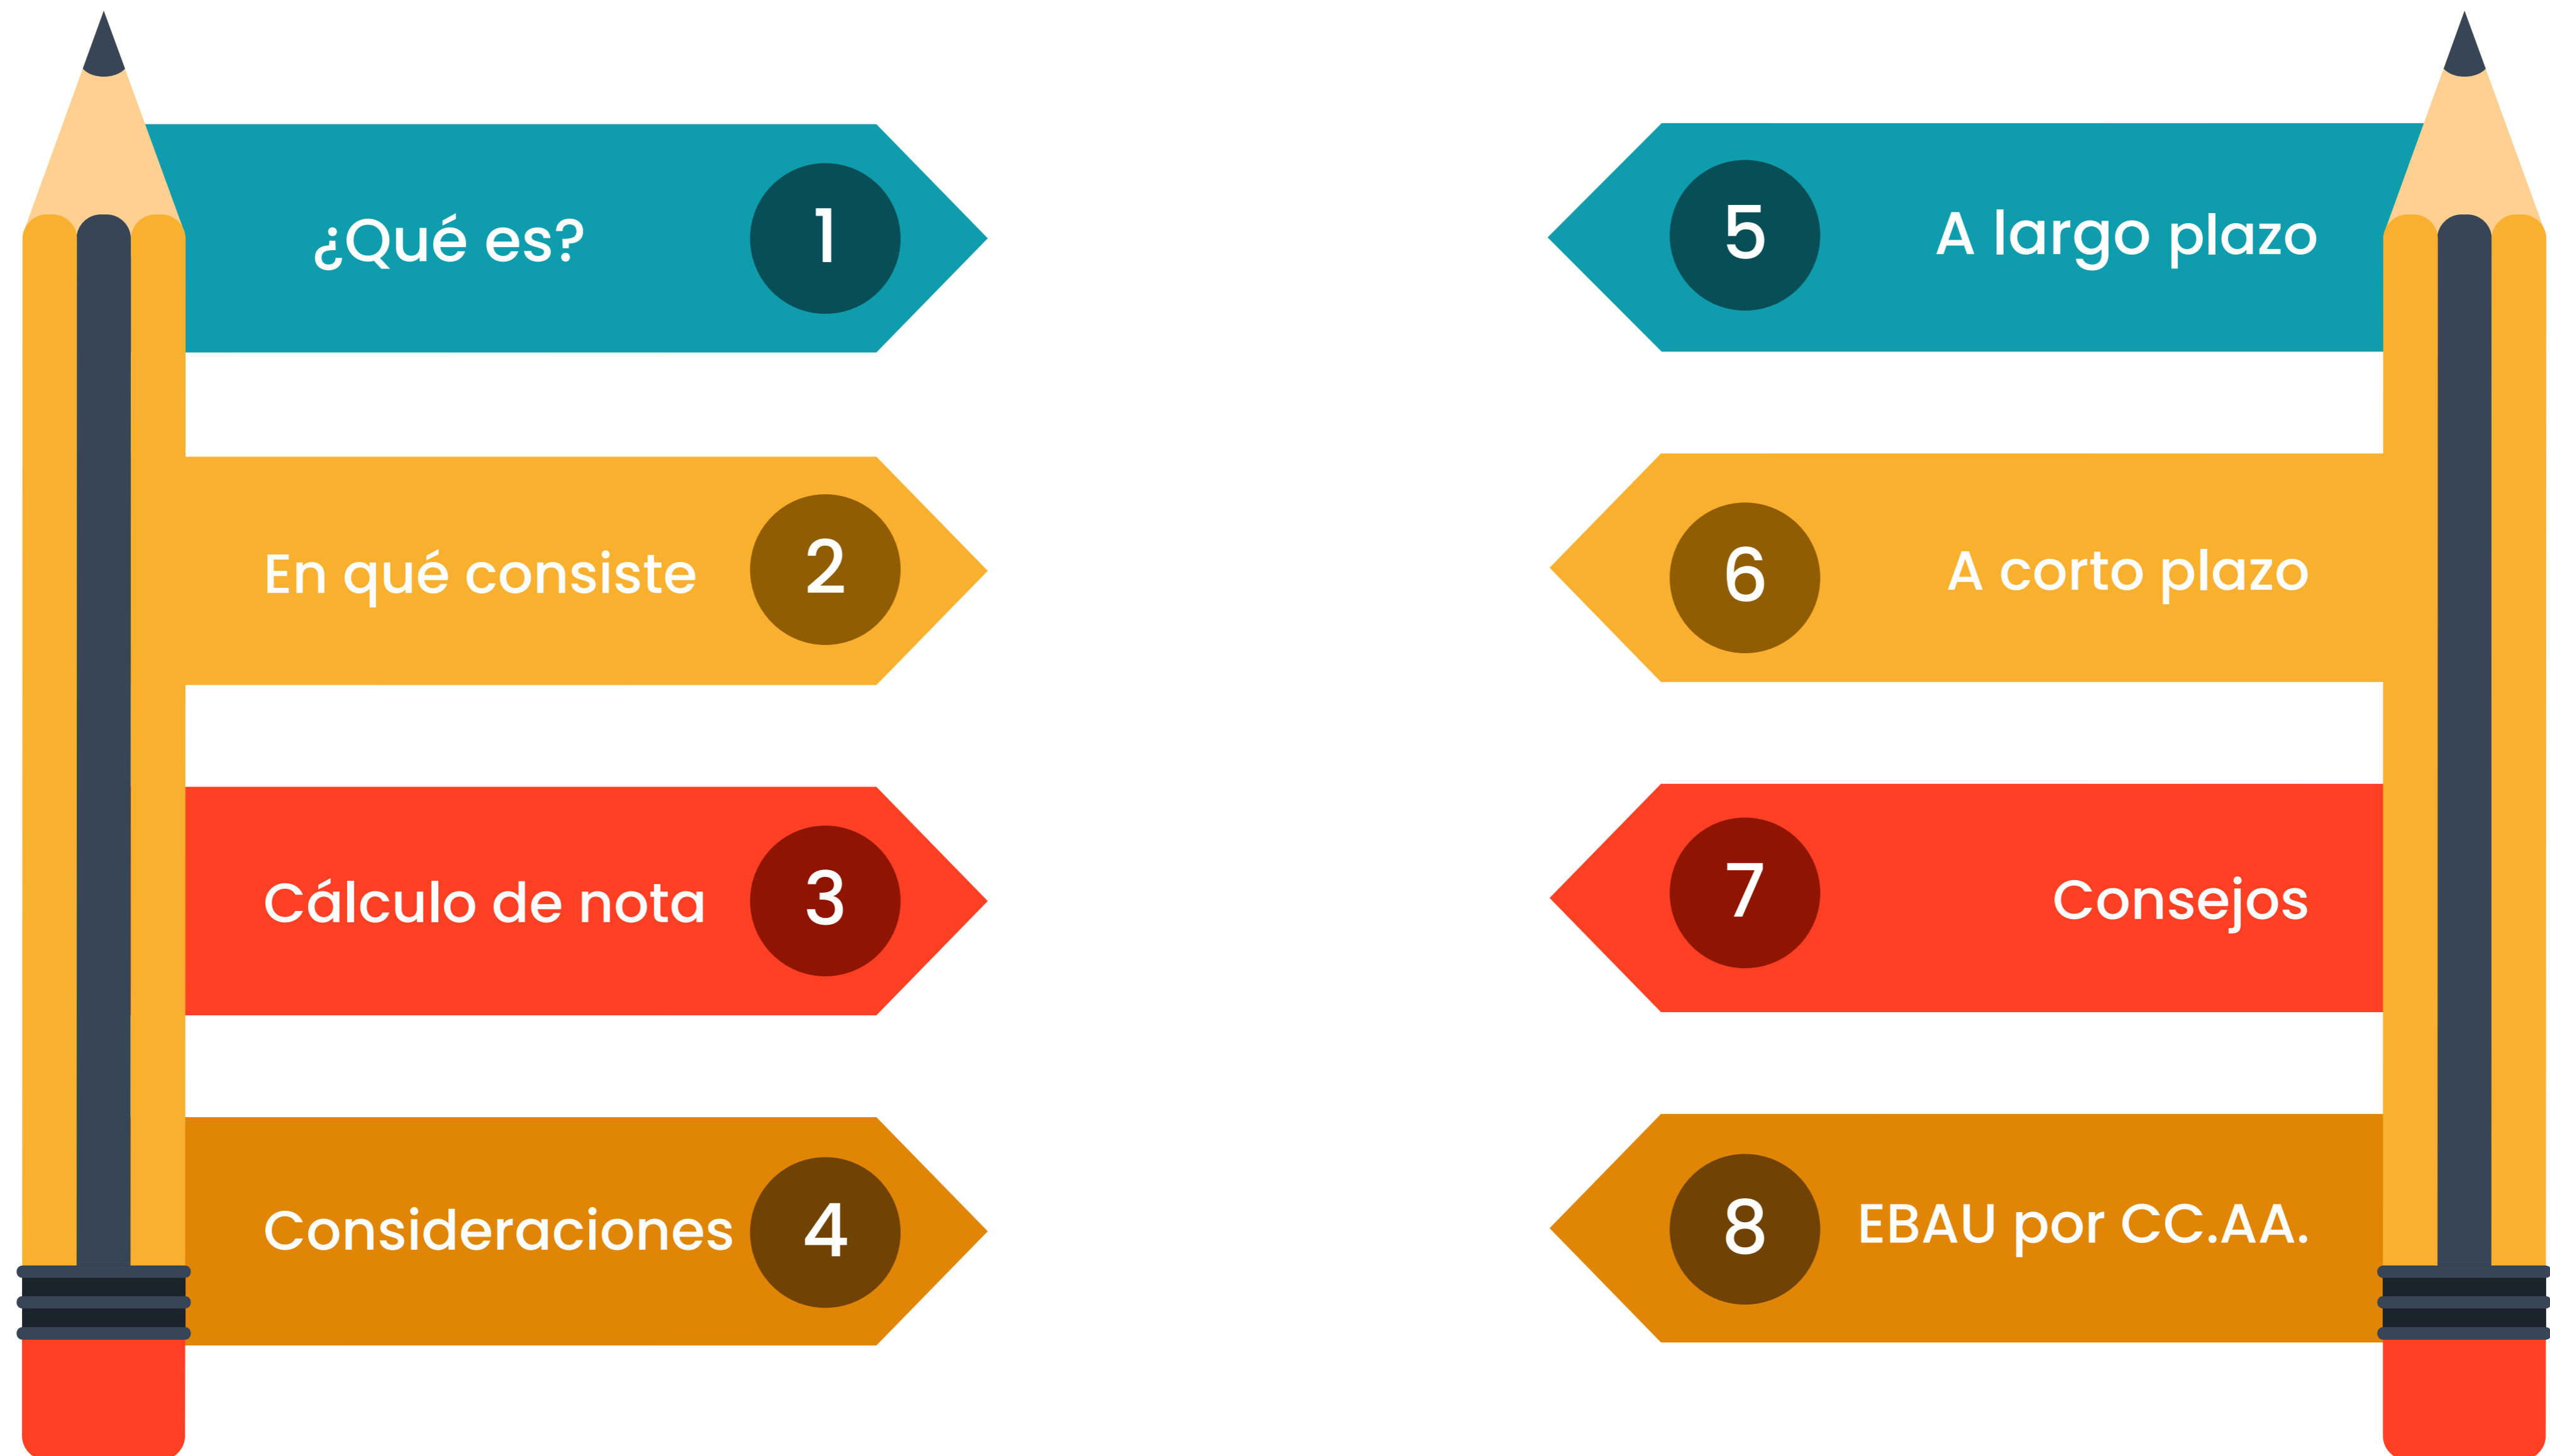 ¿Qué es? 1
En qué consiste 2
Cálculo de nota 3
Consideraciones 4
5 A largo plazo
6 A corto plazo
7 Consejos
8 EBAU por CC.AA.